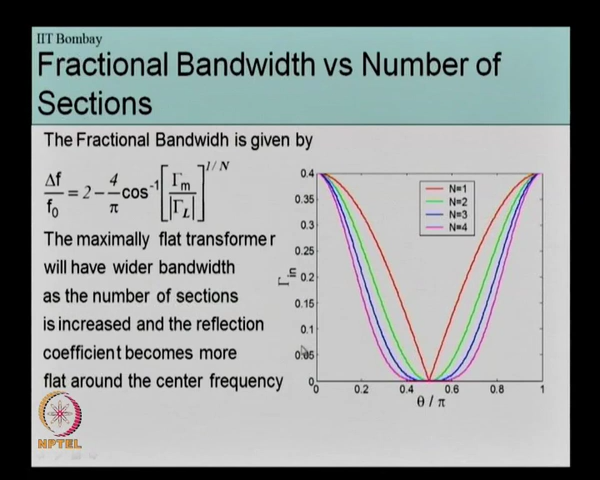 IIT Bombay
Fractional Bandwidth vs Number of
Sections
The Fractional Bandwidh is given by
Δf/f₀ = 2 − 4/π cos⁻¹[Γm/|ΓL|]^1/N
The maximally flat transformer
will have wider bandwidth
as the number of sections
is increased and the reflection
coefficient becomes more
flat around the center frequency
0.4
0.35
0.3
0.25
0.2
0.15
0.1
0.05
0
Γin
N=1
N=2
N=3
N=4
0 0.2 0.4 0.6 0.8 1
θ / π
NPTEL